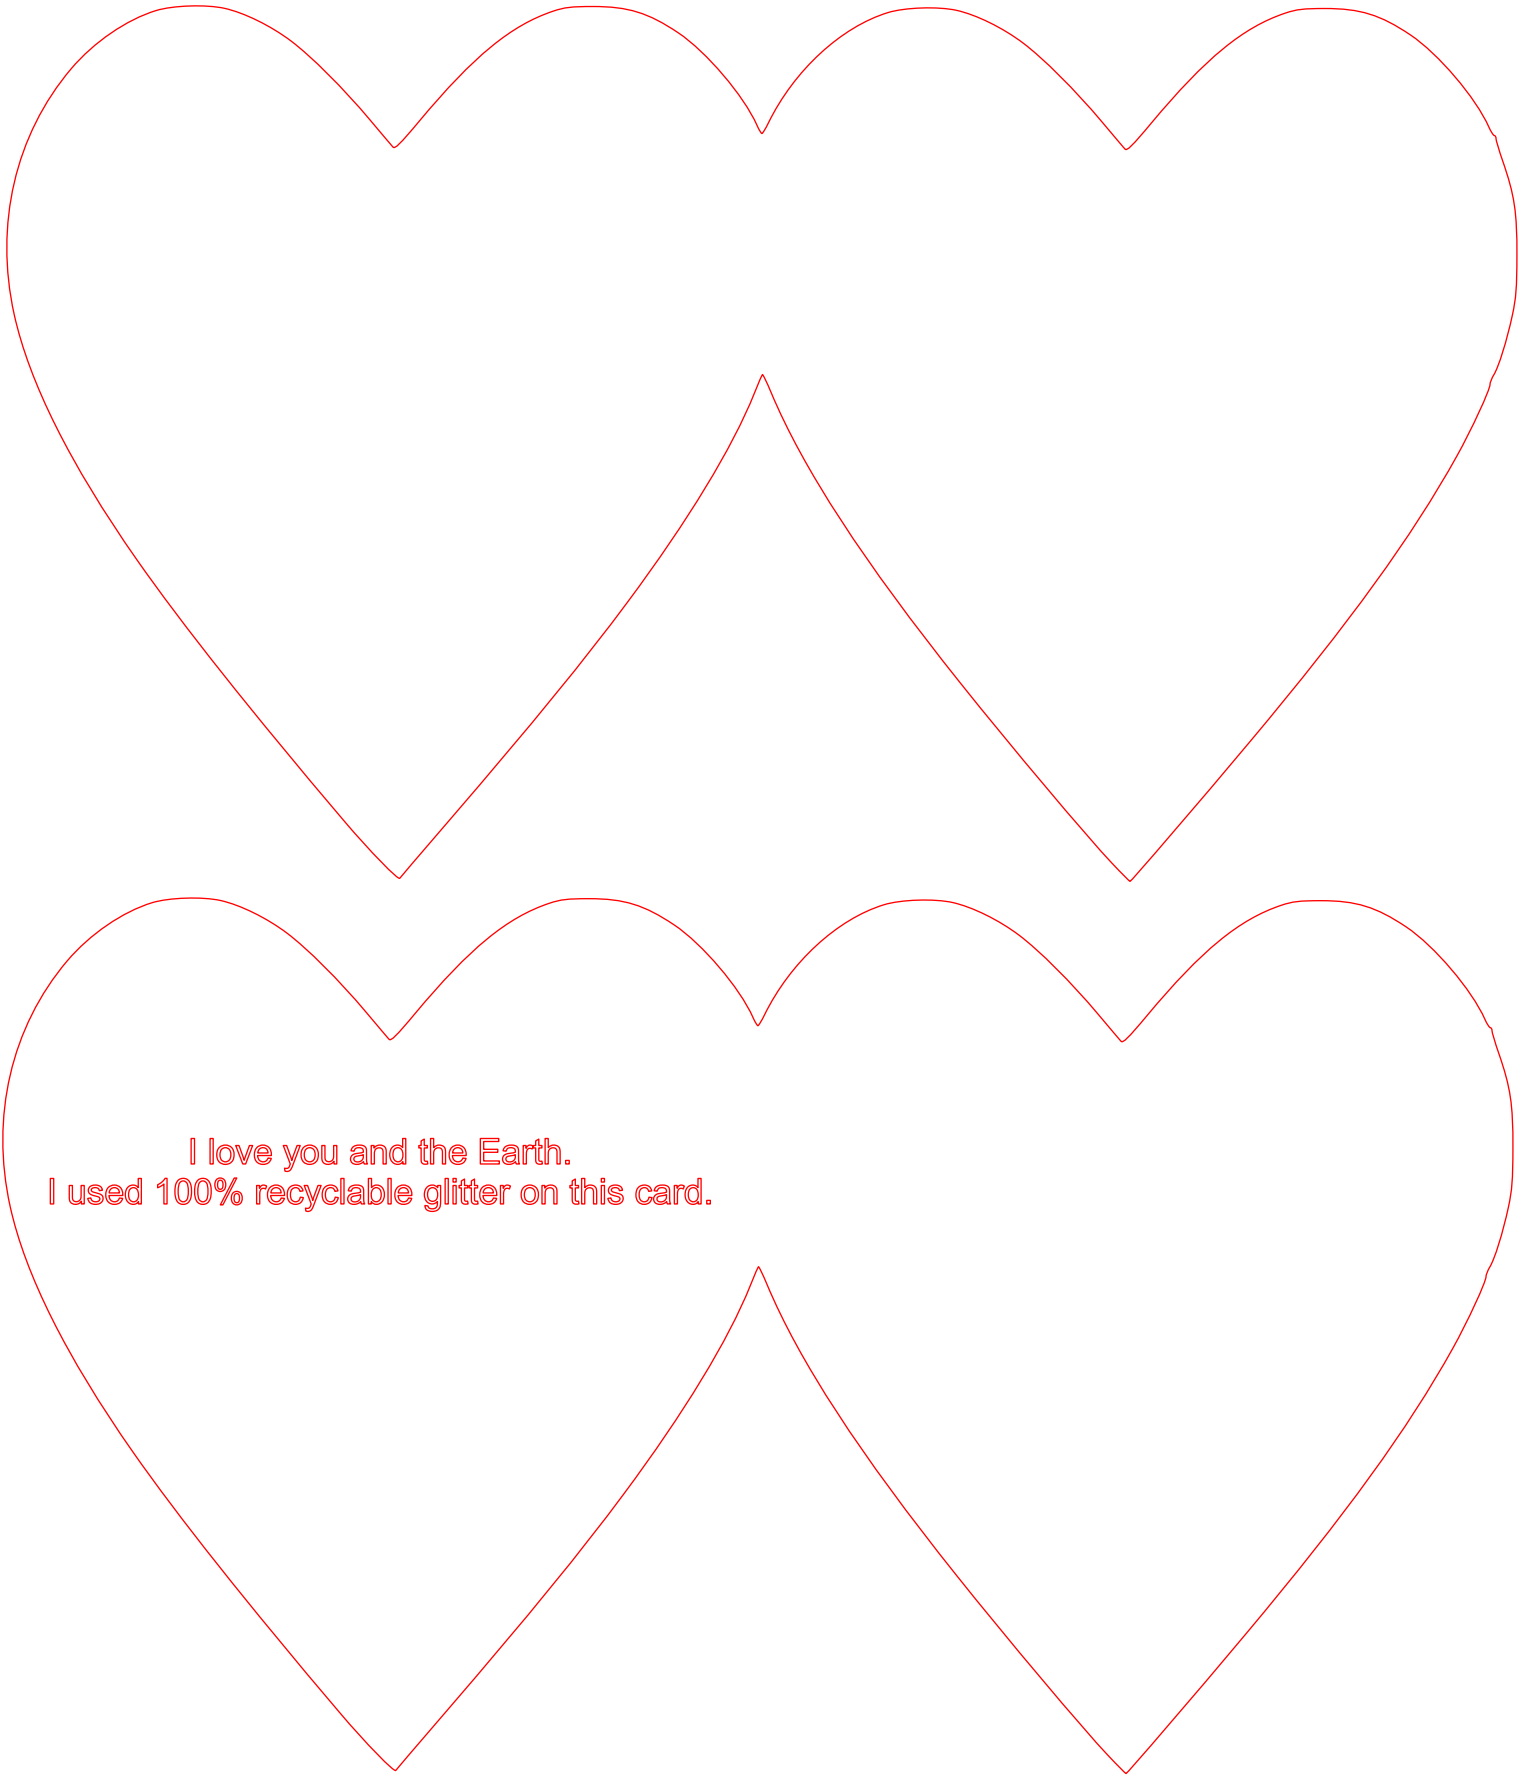 I love you and the Earth.
I used 100% recyclable glitter on this card.